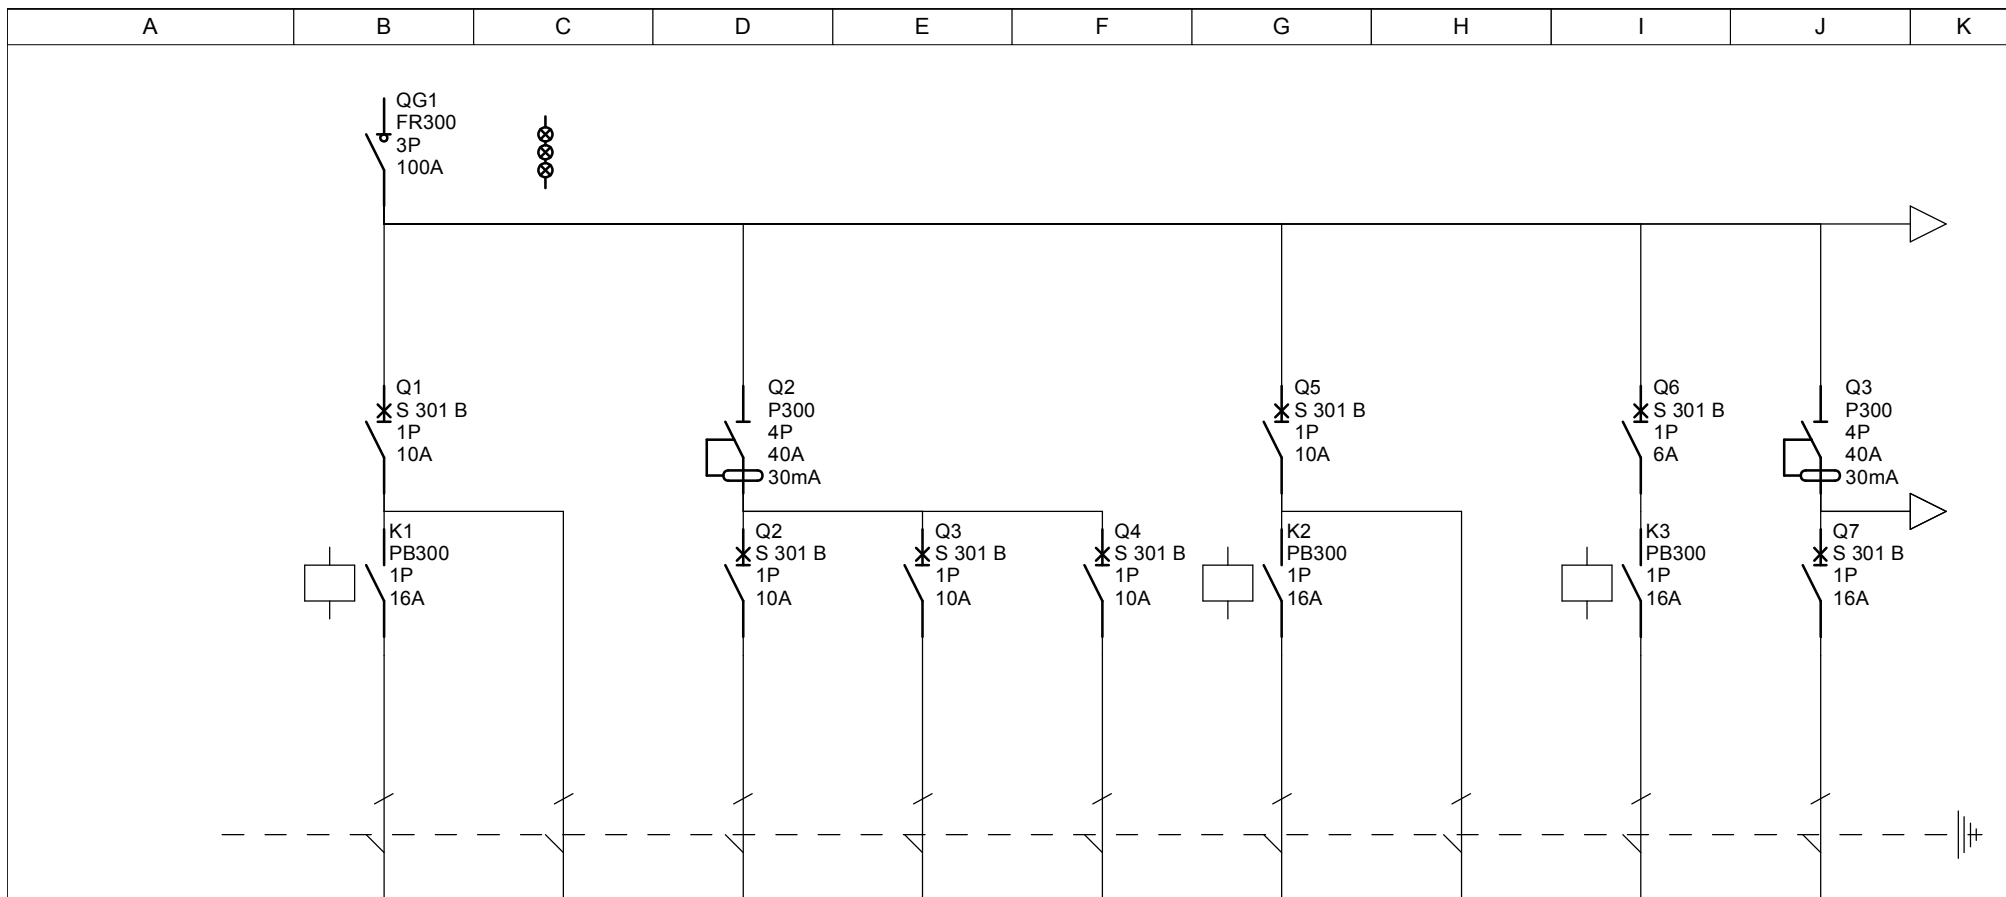 A
B
C
D
E
F
G
H
I
J
K
QG1
FR300
3P
100A
Q1
S 301 B
1P
10A
Q2
P300
4P
40A
30mA
Q5
S 301 B
1P
10A
Q6
S 301 B
1P
6A
Q3
P300
4P
40A
30mA
K1
PB300
1P
16A
Q2
S 301 B
1P
10A
Q3
S 301 B
1P
10A
Q4
S 301 B
1P
10A
K2
PB300
1P
16A
K3
PB300
1P
16A
Q7
S 301 B
1P
16A